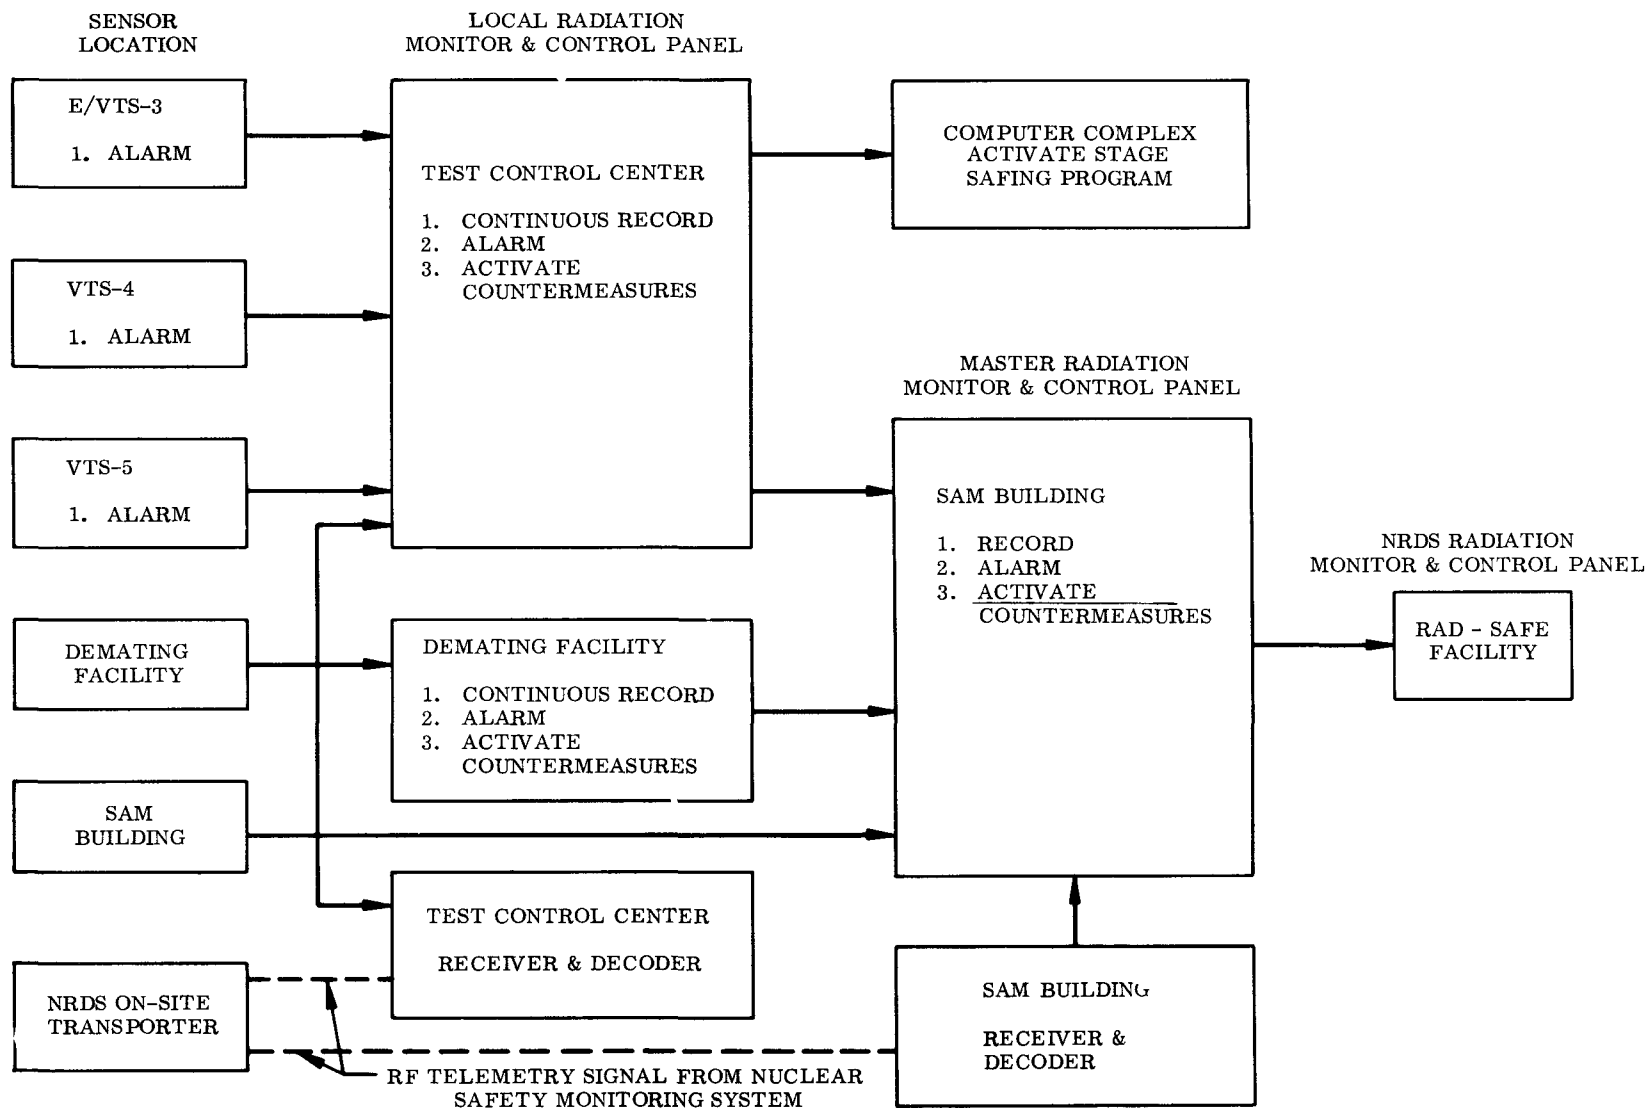 SENSOR
LOCATION
LOCAL RADIATION
MONITOR & CONTROL PANEL
E/VTS-3
1. ALARM
VTS-4
1. ALARM
VTS-5
1. ALARM
DEMATING
FACILITY
SAM
BUILDING
NRDS ON-SITE
TRANSPORTER
TEST CONTROL CENTER
1. CONTINUOUS RECORD
2. ALARM
3. ACTIVATE
COUNTERMEASURES
DEMATING FACILITY
1. CONTINUOUS RECORD
2. ALARM
3. ACTIVATE
COUNTERMEASURES
TEST CONTROL CENTER
RECEIVER & DECODER
RF TELEMETRY SIGNAL FROM NUCLEAR
SAFETY MONITORING SYSTEM
COMPUTER COMPLEX
ACTIVATE STAGE
SAFING PROGRAM
MASTER RADIATION
MONITOR & CONTROL PANEL
SAM BUILDING
1. RECORD
2. ALARM
3. ACTIVATE
COUNTERMEASURES
SAM BUILDING
RECEIVER &
DECODER
NRDS RADIATION
MONITOR & CONTROL PANEL
RAD - SAFE
FACILITY